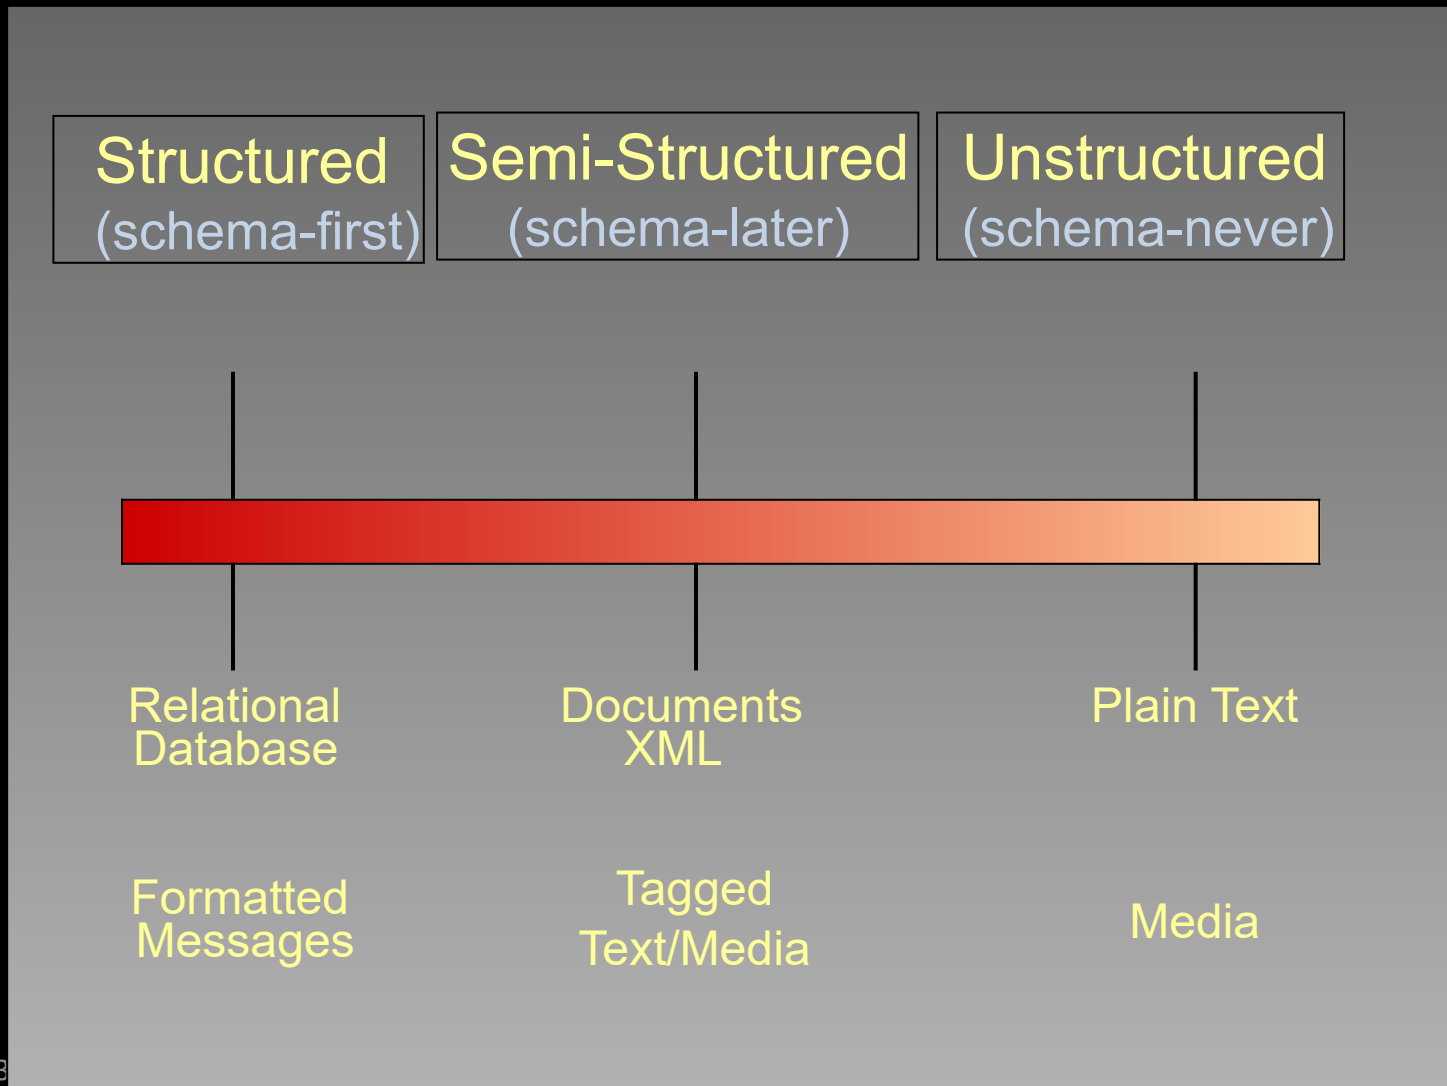 Structured
(schema-first)
Semi-Structured
(schema-later)
Unstructured
(schema-never)
Relational
Database
Documents
XML
Plain Text
Formatted
Messages
Tagged
Text/Media
Media